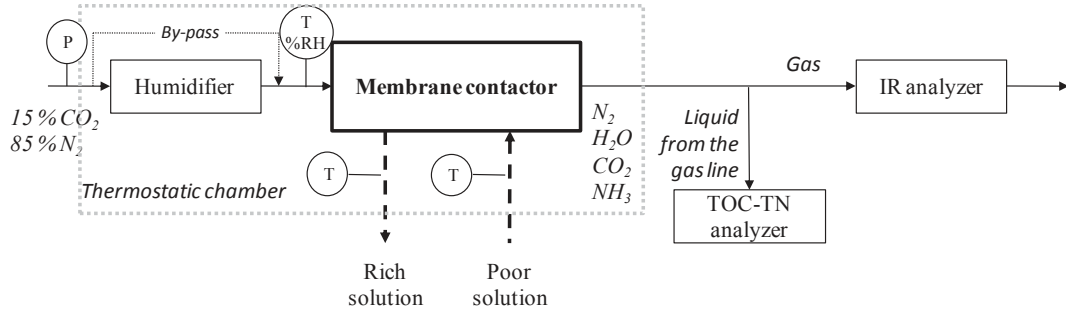 P
By-pass
T
%RH
Humidifier
Membrane contactor
Gas
IR analyzer
15 % CO₂
85 % N₂
N₂
H₂O
CO₂
NH₃
Liquid
from the
gas line
T
T
Thermostatic chamber
TOC-TN
analyzer
Rich
solution
Poor
solution